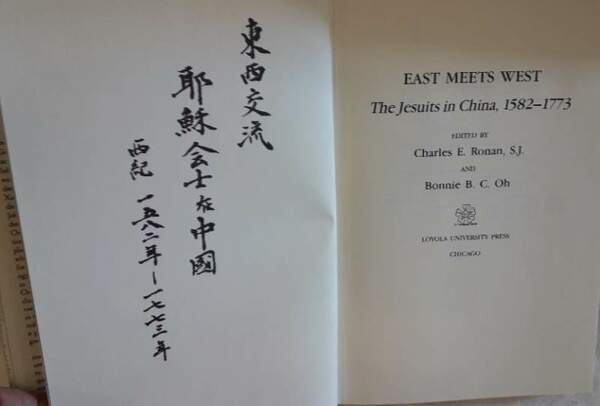 東西交流
耶穌会士在中國
西紀 一五八二年－一七七三年
EAST MEETS WEST
The Jesuits in China, 1582–1773
EDITED BY
Charles E. Ronan, S.J.
AND
Bonnie B. C. Oh
LOYOLA UNIVERSITY PRESS
CHICAGO